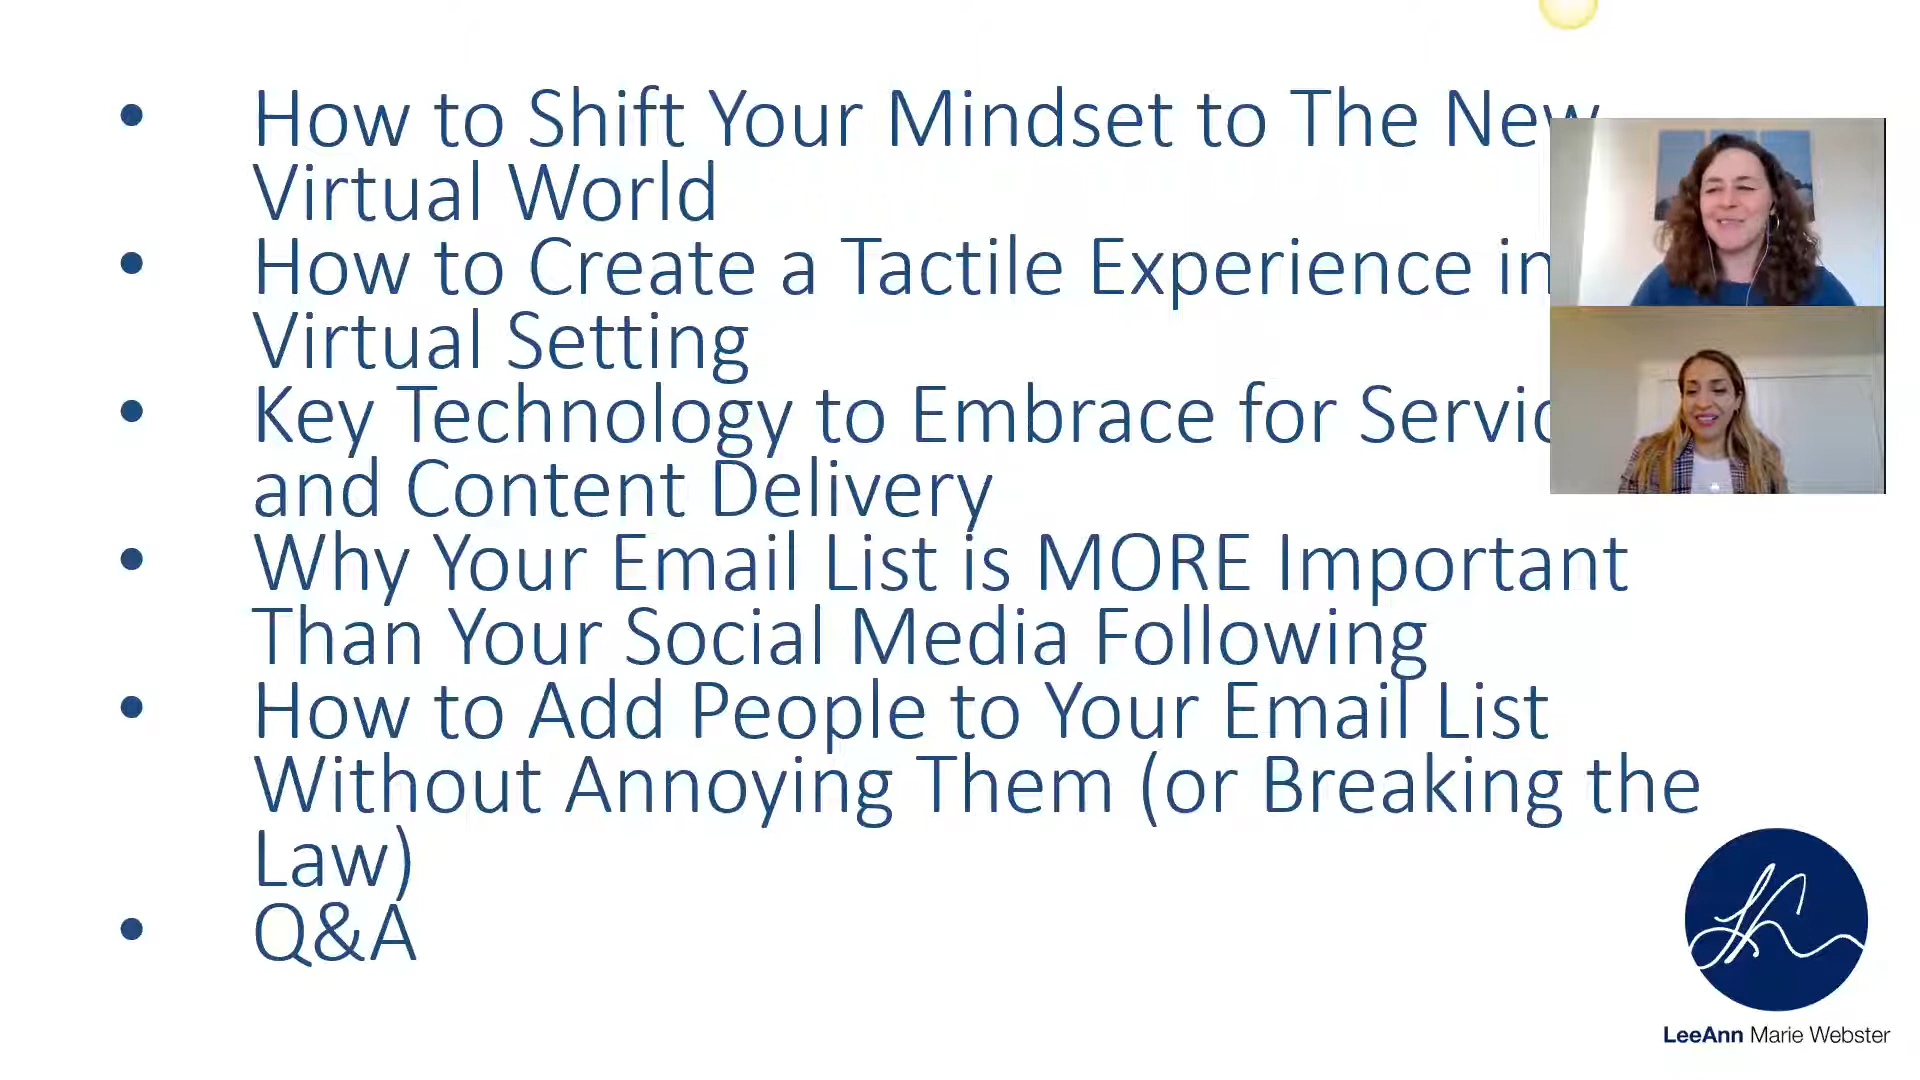 • How to Shift Your Mindset to The New
Virtual World
• How to Create a Tactile Experience in
Virtual Setting
• Key Technology to Embrace for
and Content Delivery
• Why Your Email List is MORE Important
Than Your Social Media Following
• How to Add People to Your Email List
Without Annoying Them (or Breaking the
Law)
• Q&A
LeeAnn Marie Webster